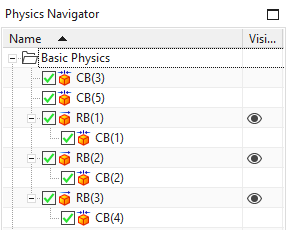 Physics Navigator
Name Visi...
Basic Physics
CB(3)
CB(5)
RB(1)
CB(1)
RB(2)
CB(2)
RB(3)
CB(4)